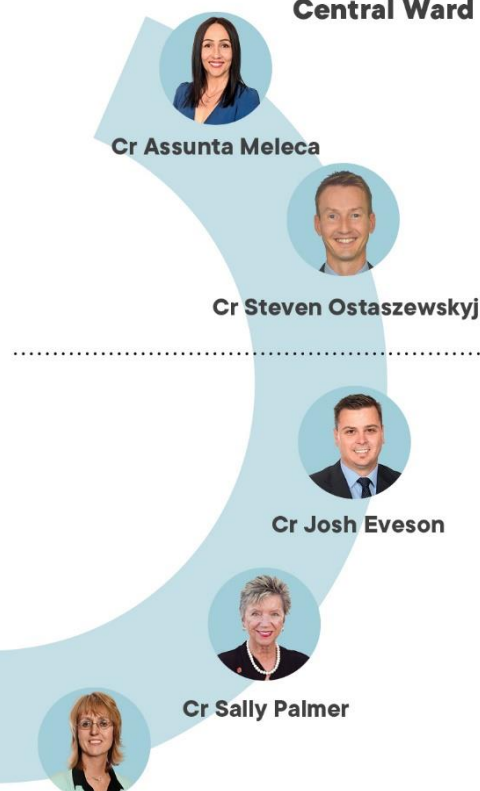 Central Ward
Cr Assunta Meleca
Cr Steven Ostaszewskyj
Cr Josh Eveson
Cr Sally Palmer